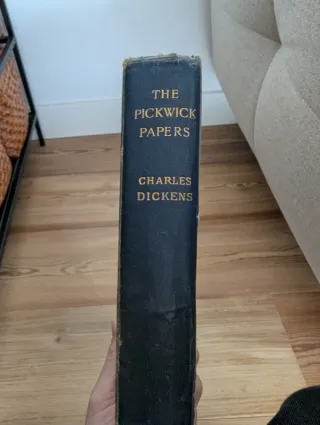 THE
PICKWICK
PAPERS
CHARLES
DICKENS